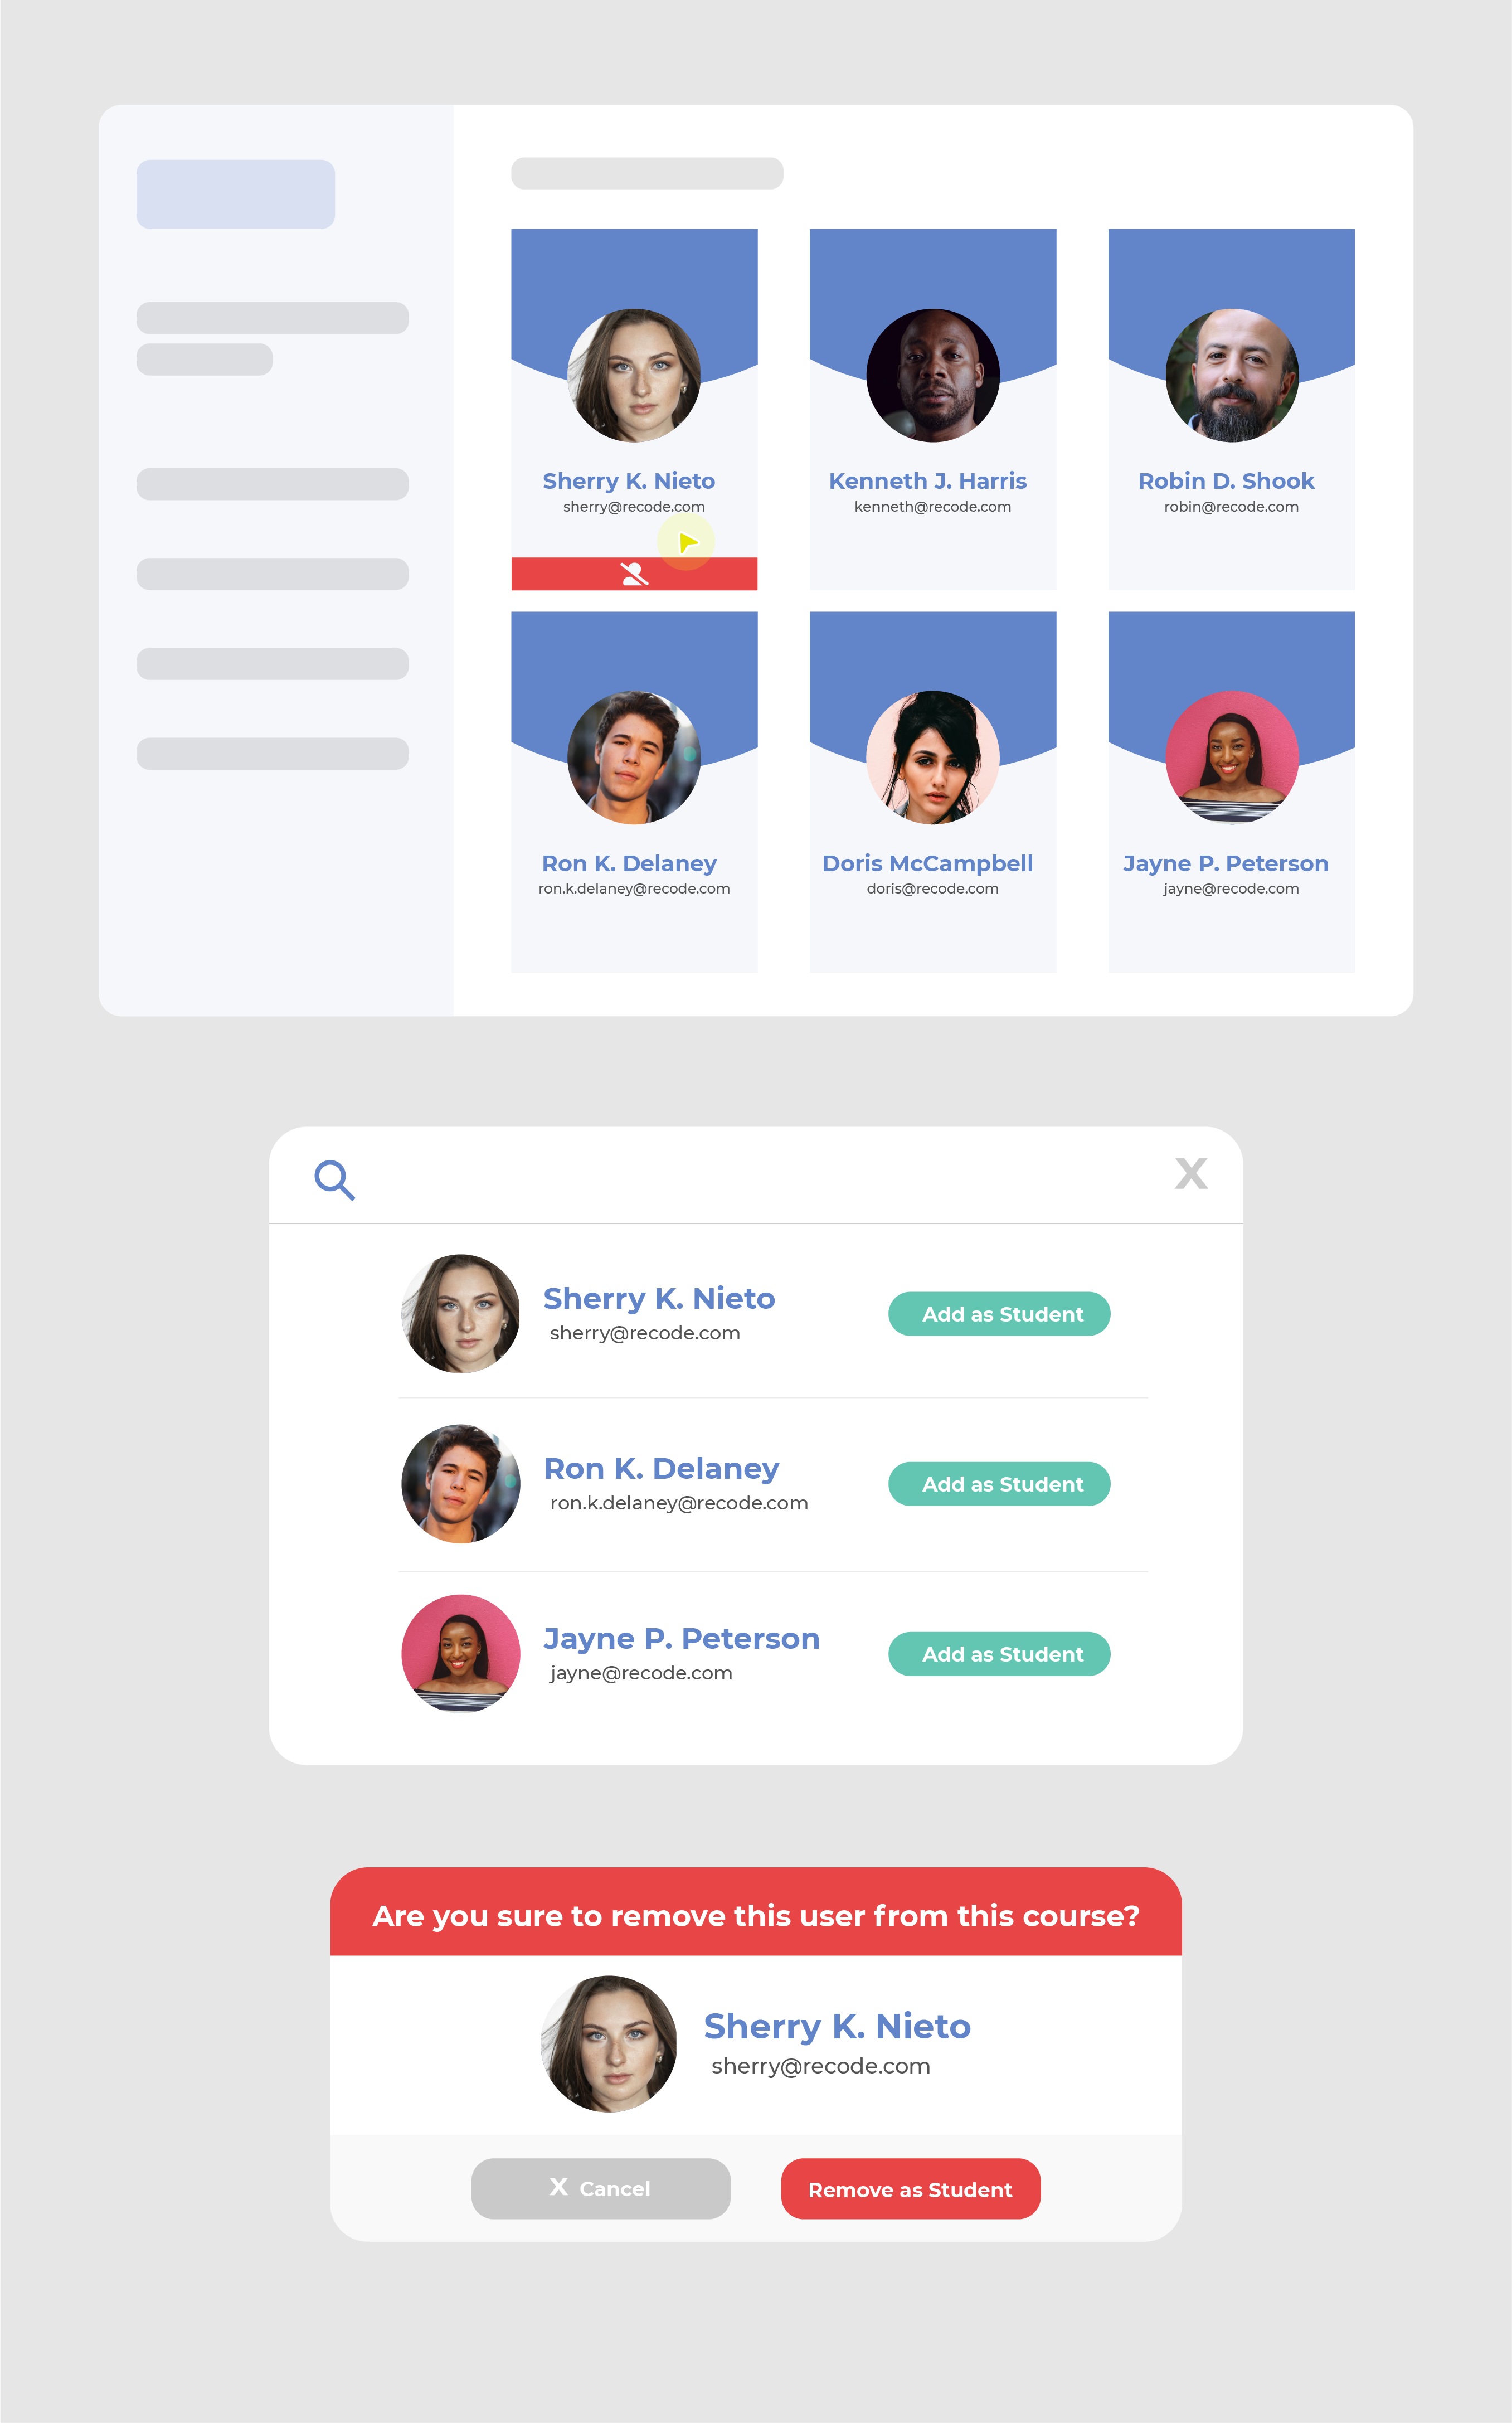 Sherry K. Nieto
sherry@recode.com
Kenneth J. Harris
kenneth@recode.com
Robin D. Shook
robin@recode.com
Ron K. Delaney
ron.k.delaney@recode.com
Doris McCampbell
doris@recode.com
Jayne P. Peterson
jayne@recode.com
X
Sherry K. Nieto
sherry@recode.com
Add as Student
Ron K. Delaney
ron.k.delaney@recode.com
Add as Student
Jayne P. Peterson
jayne@recode.com
Add as Student
Are you sure to remove this user from this course?
Sherry K. Nieto
sherry@recode.com
X Cancel
Remove as Student